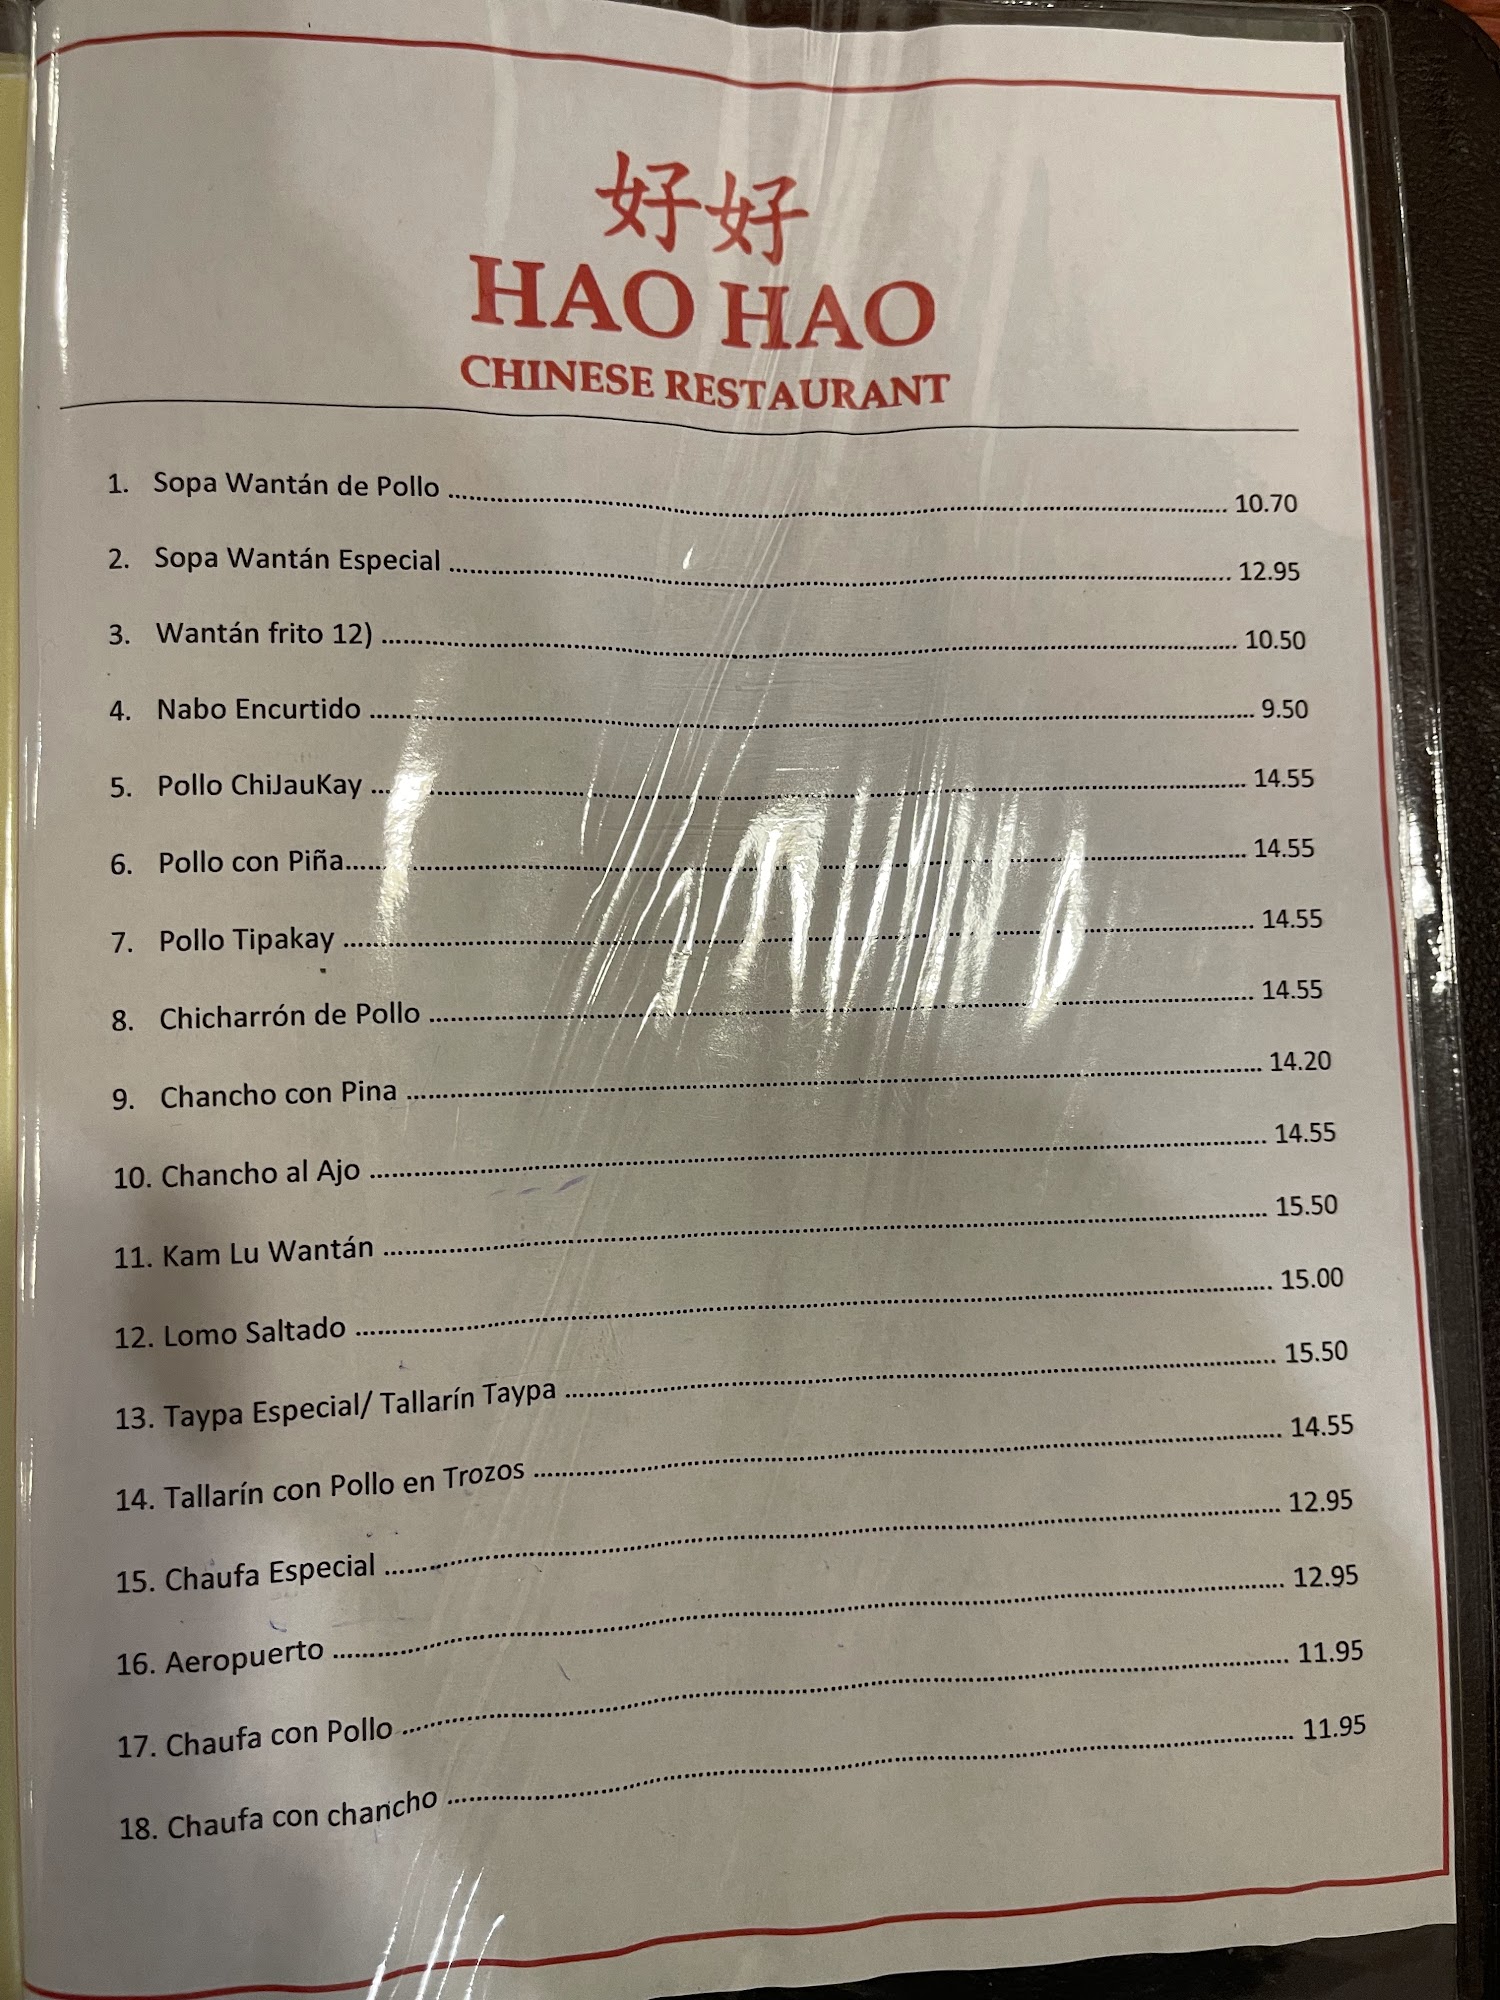 好好
HAO HAO
CHINESE RESTAURANT
1. Sopa Wantán de Pollo 10.70
2. Sopa Wantán Especial 12.95
3. Wantán frito 12) 10.50
4. Nabo Encurtido 9.50
5. Pollo ChiJauKay 14.55
6. Pollo con Piña 14.55
7. Pollo Tipakay 14.55
8. Chicharrón de Pollo 14.55
9. Chancho con Pina 14.20
10. Chancho al Ajo 14.55
11. Kam Lu Wantán 15.50
12. Lomo Saltado 15.00
13. Taypa Especial/ Tallarín Taypa 15.50
14. Tallarín con Pollo en Trozos 14.55
15. Chaufa Especial 12.95
16. Aeropuerto 12.95
17. Chaufa con Pollo 11.95
18. Chaufa con chancho 11.95